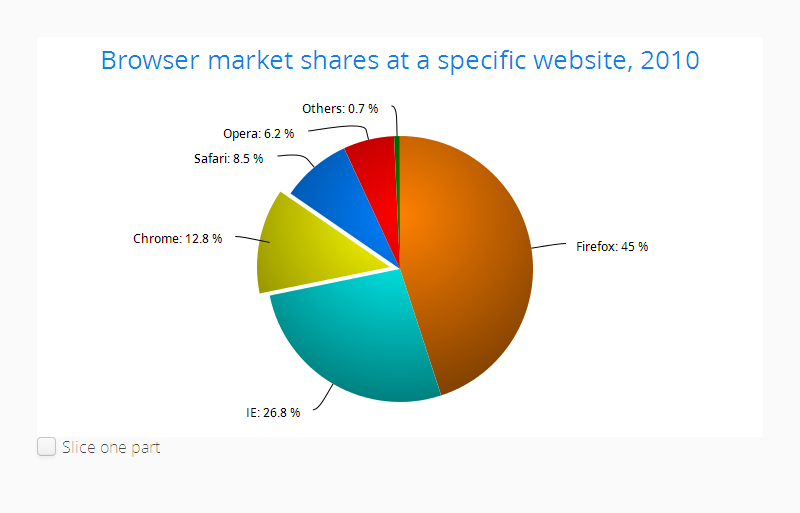 Browser market shares at a specific website, 2010
Others: 0.7 %
Opera: 6.2 %
Safari: 8.5 %
Chrome: 12.8 %
Firefox: 45 %
IE: 26.8 %
Slice one part